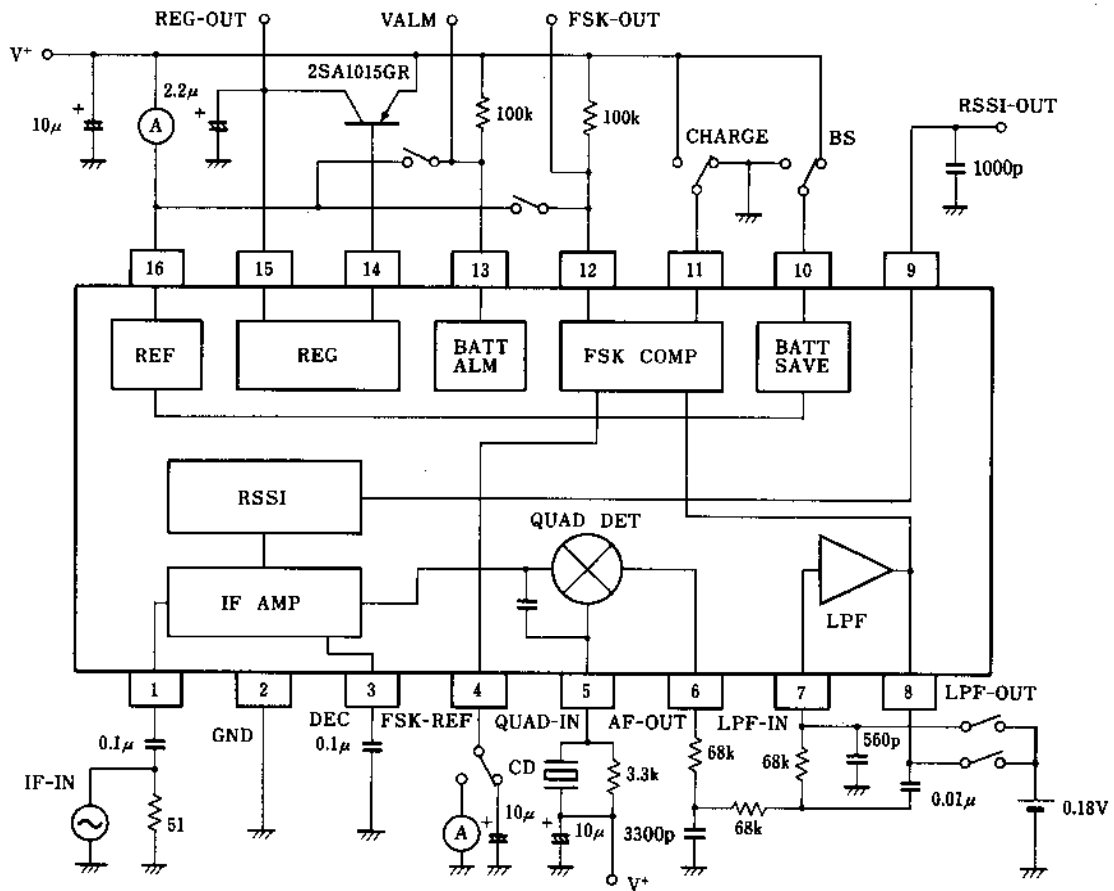 REG-OUT VALM FSK-OUT
V+
2SA1015GR
2.2μ
+
10μ
+
A
100k
100k
CHARGE
BS
RSSI-OUT
1000p
16 15 14 13 12 11 10 9
REF
REG
BATT
ALM
FSK COMP
BATT
SAVE
RSSI
IF AMP
QUAD DET
LPF
1 2 3 4 5 6 7 8
LPF-OUT
GND
DEC
FSK-REF
QUAD-IN
AF-OUT
LPF-IN
0.1μ
0.1μ
IF-IN
51
A
10μ
+
CD
3.3k
10μ
+
V+
68k
3300p
68k
68k
560p
0.01μ
0.18V